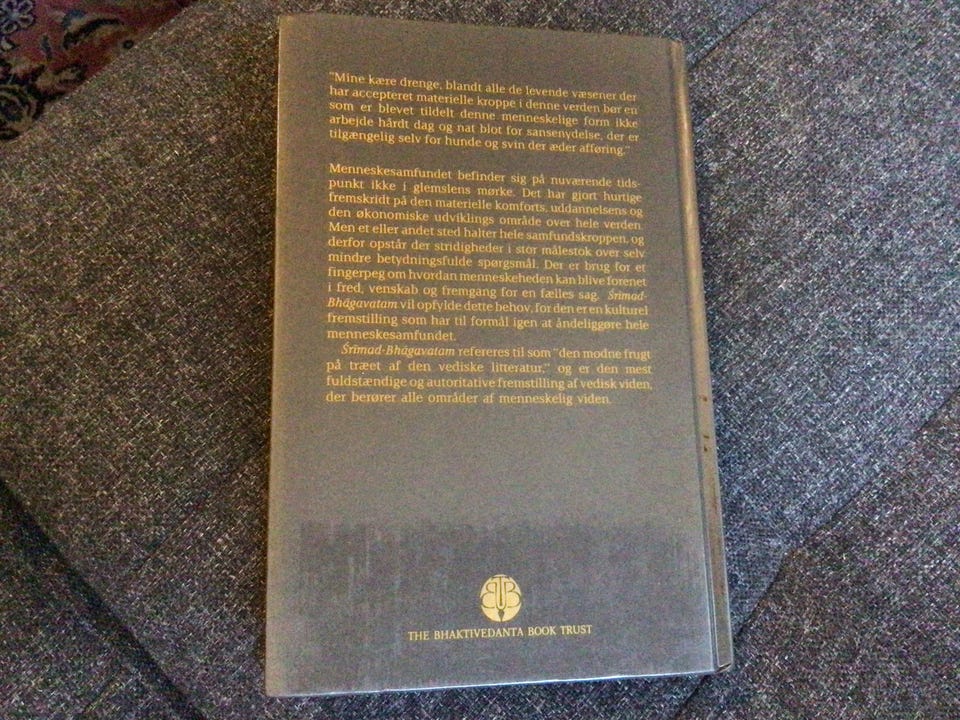 "Mine kære drenge, blandt alle de levende væsener der
har accepteret materielle kroppe i denne verden bør en
som er blevet tildelt denne menneskelige form ikke
arbejde hårdt dag og nat blot for sansenydelse, der er
tilgængelig selv for hunde og svin der æder afføring."
Menneskesamfundet befinder sig på nuværende tids-
punkt ikke i glemslens mørke. Det har gjort hurtige
fremskridt på den materielle komforts, uddannelsens og
den økonomiske udviklings område over hele verden.
Men et eller andet sted halter hele samfundskroppen, og
derfor opstår der stridigheder i stor målestok over selv
mindre betydningsfulde spørgsmål. Der er brug for et
fingerpeg om hvordan menneskeheden kan blive forenet
i fred, venskab og fremgang for en fælles sag. Śrīmad-
Bhāgavatam vil opfylde dette behov, for den er en kulturel
fremstilling som har til formål igen at åndeliggøre hele
menneskesamfundet.
Śrīmad-Bhāgavatam refereres til som "den modne frugt
på træet af den vediske litteratur," og er den mest
fuldstændige og autoritative fremstilling af vedisk viden,
der berører alle områder af menneskelig viden.
BTB
THE BHAKTIVEDANTA BOOK TRUST